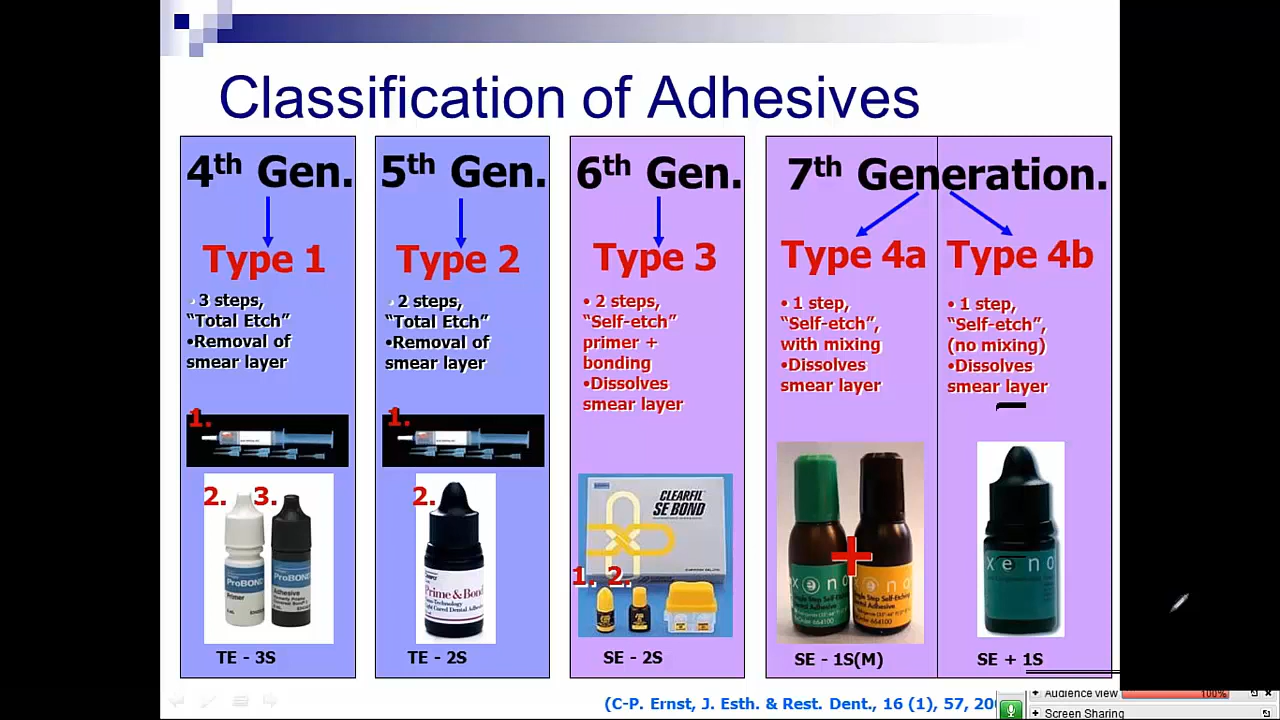 Classification of Adhesives
4th Gen.
Type 1
3 steps,
“Total Etch”
•Removal of
smear layer
1.
2. 3.
ProBOND
Primer
ProBOND
Adhesive
TE - 3S
5th Gen.
Type 2
2 steps,
“Total Etch”
•Removal of
smear layer
1.
2.
Prime & Bond
TE - 2S
6th Gen.
Type 3
• 2 steps,
“Self-etch”
primer +
bonding
•Dissolves
smear layer
CLEARFIL
SE BOND
1. 2.
SE - 2S
7th Generation.
Type 4a
• 1 step,
“Self-etch”,
with mixing
•Dissolves
smear layer
xeno
+
SE - 1S(M)
Type 4b
• 1 step,
“Self-etch”,
(no mixing)
•Dissolves
smear layer
xeno
SE + 1S
(C-P. Ernst, J. Esth. & Rest. Dent., 16 (1), 57,
Audience view 100%
Screen Sharing